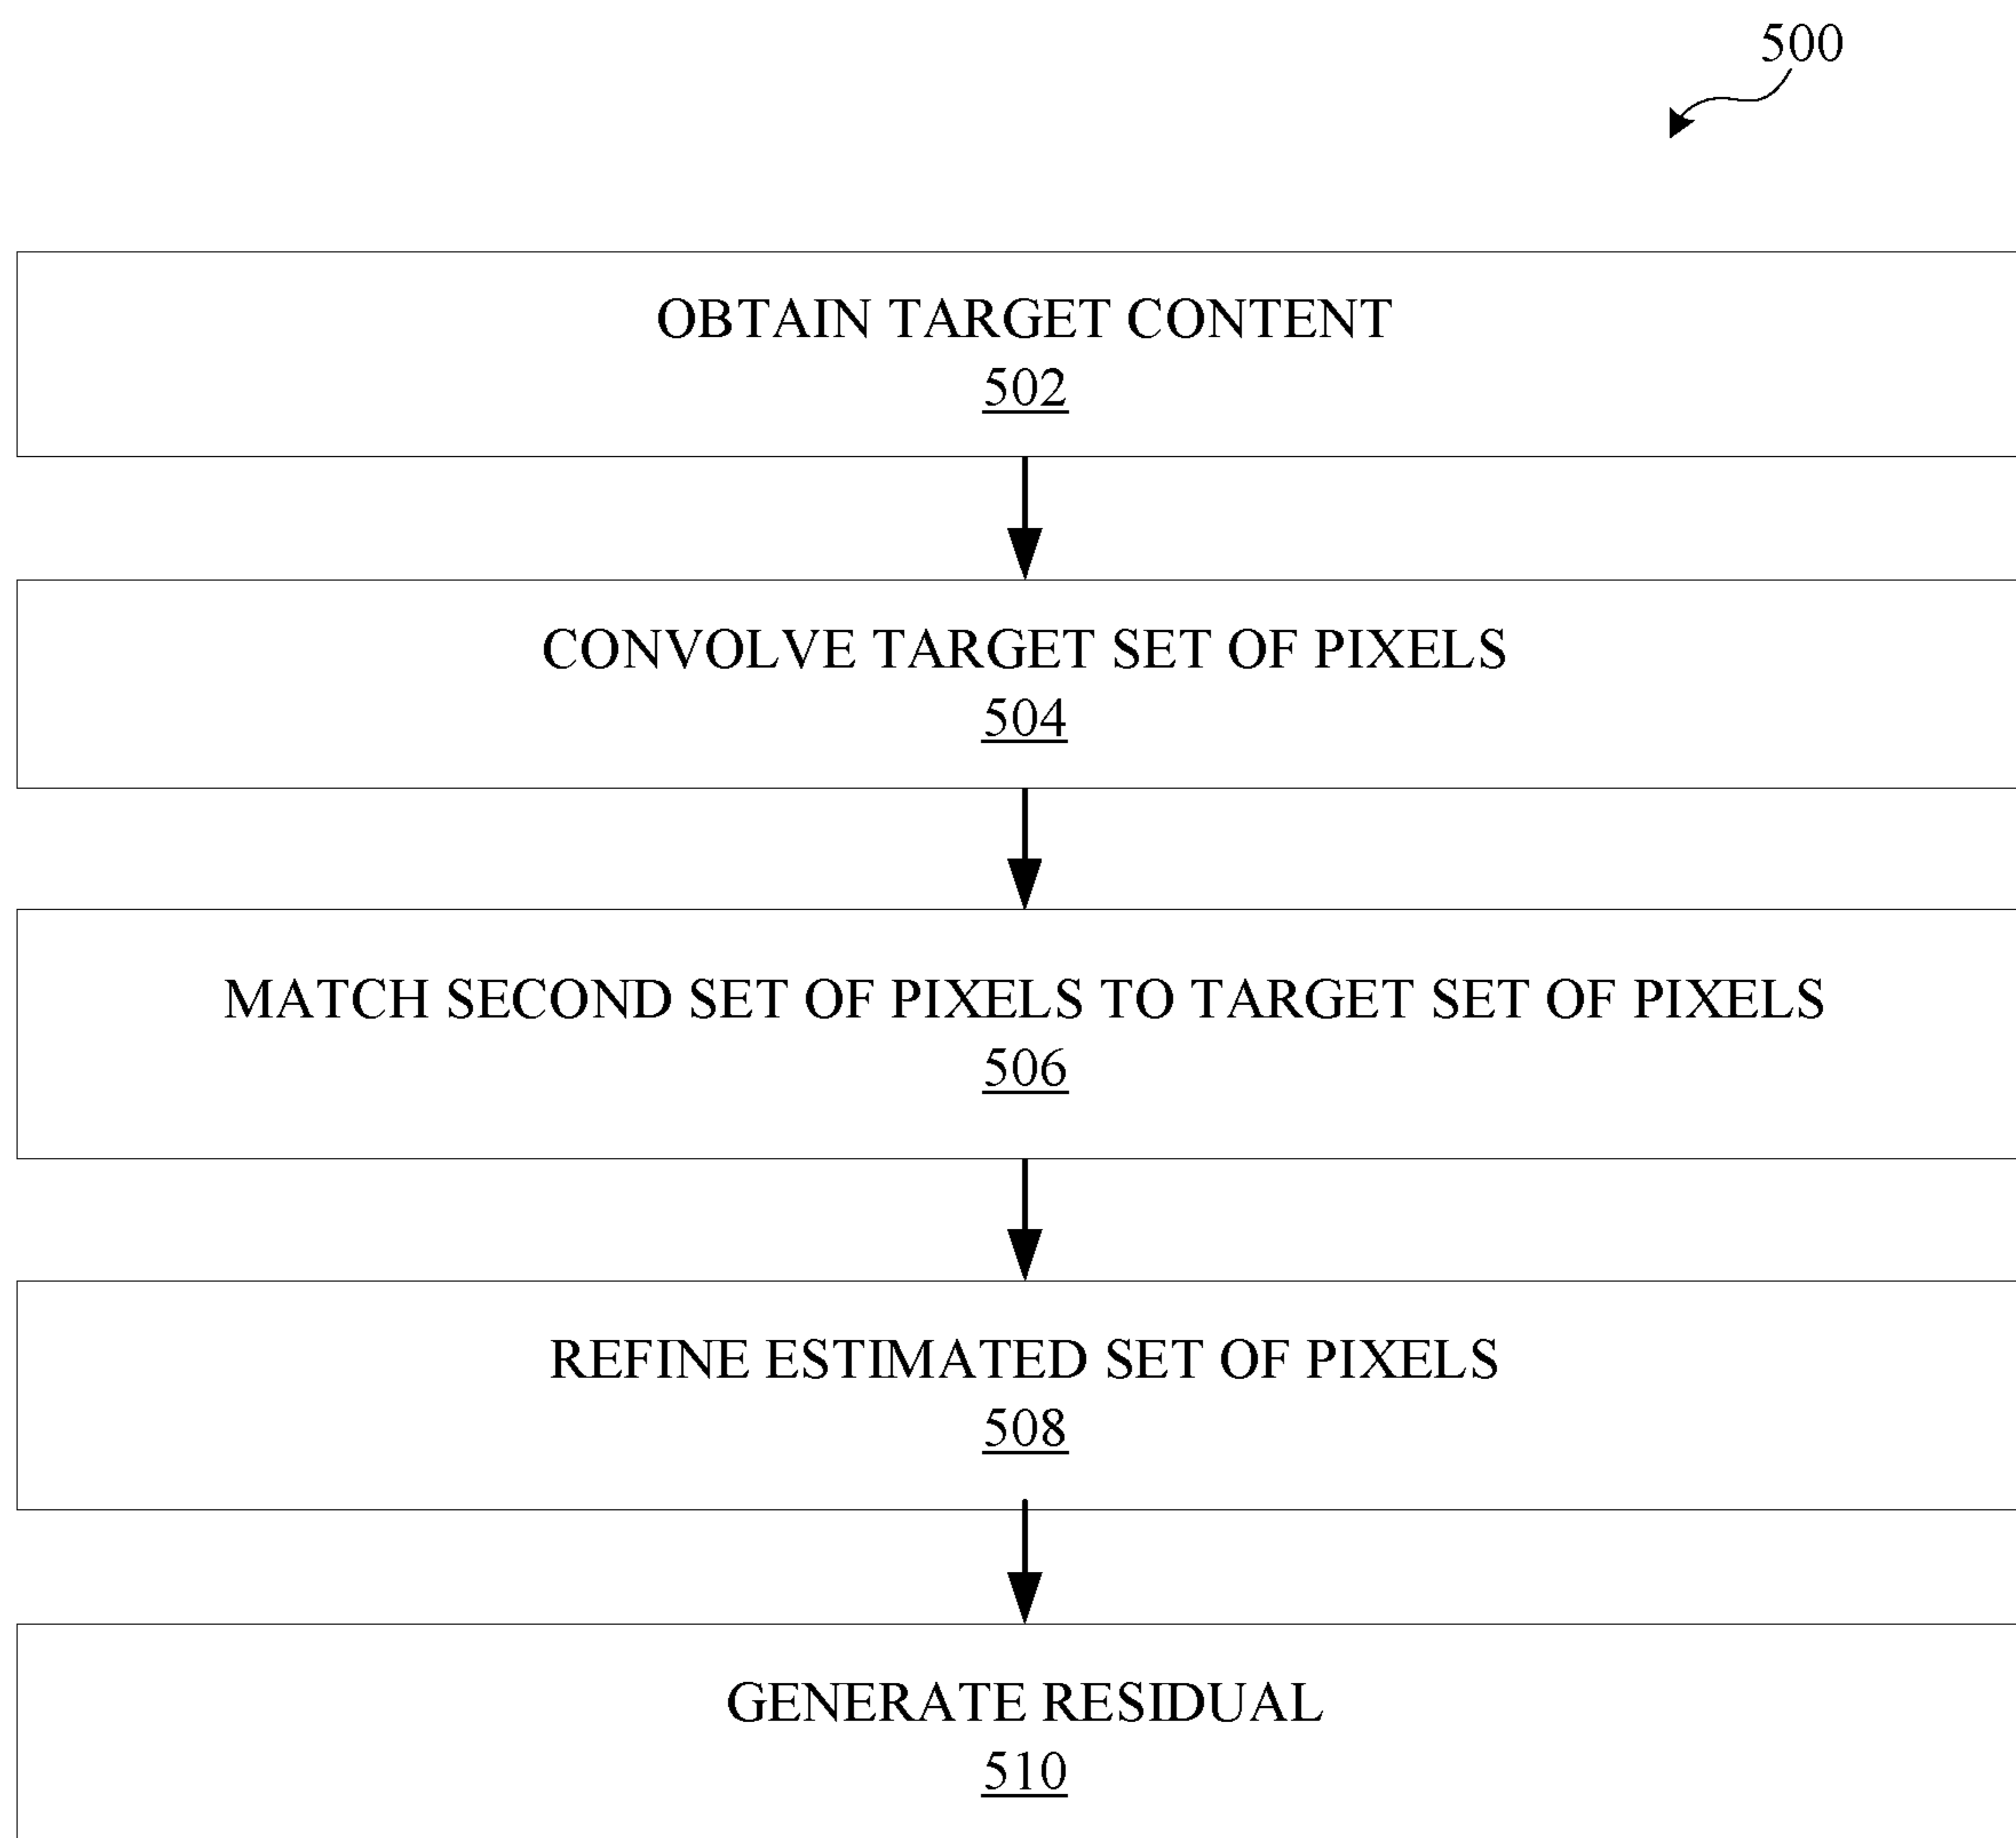 500
OBTAIN TARGET CONTENT
502
CONVOLVE TARGET SET OF PIXELS
504
MATCH SECOND SET OF PIXELS TO TARGET SET OF PIXELS
506
REFINE ESTIMATED SET OF PIXELS
508
GENERATE RESIDUAL
510